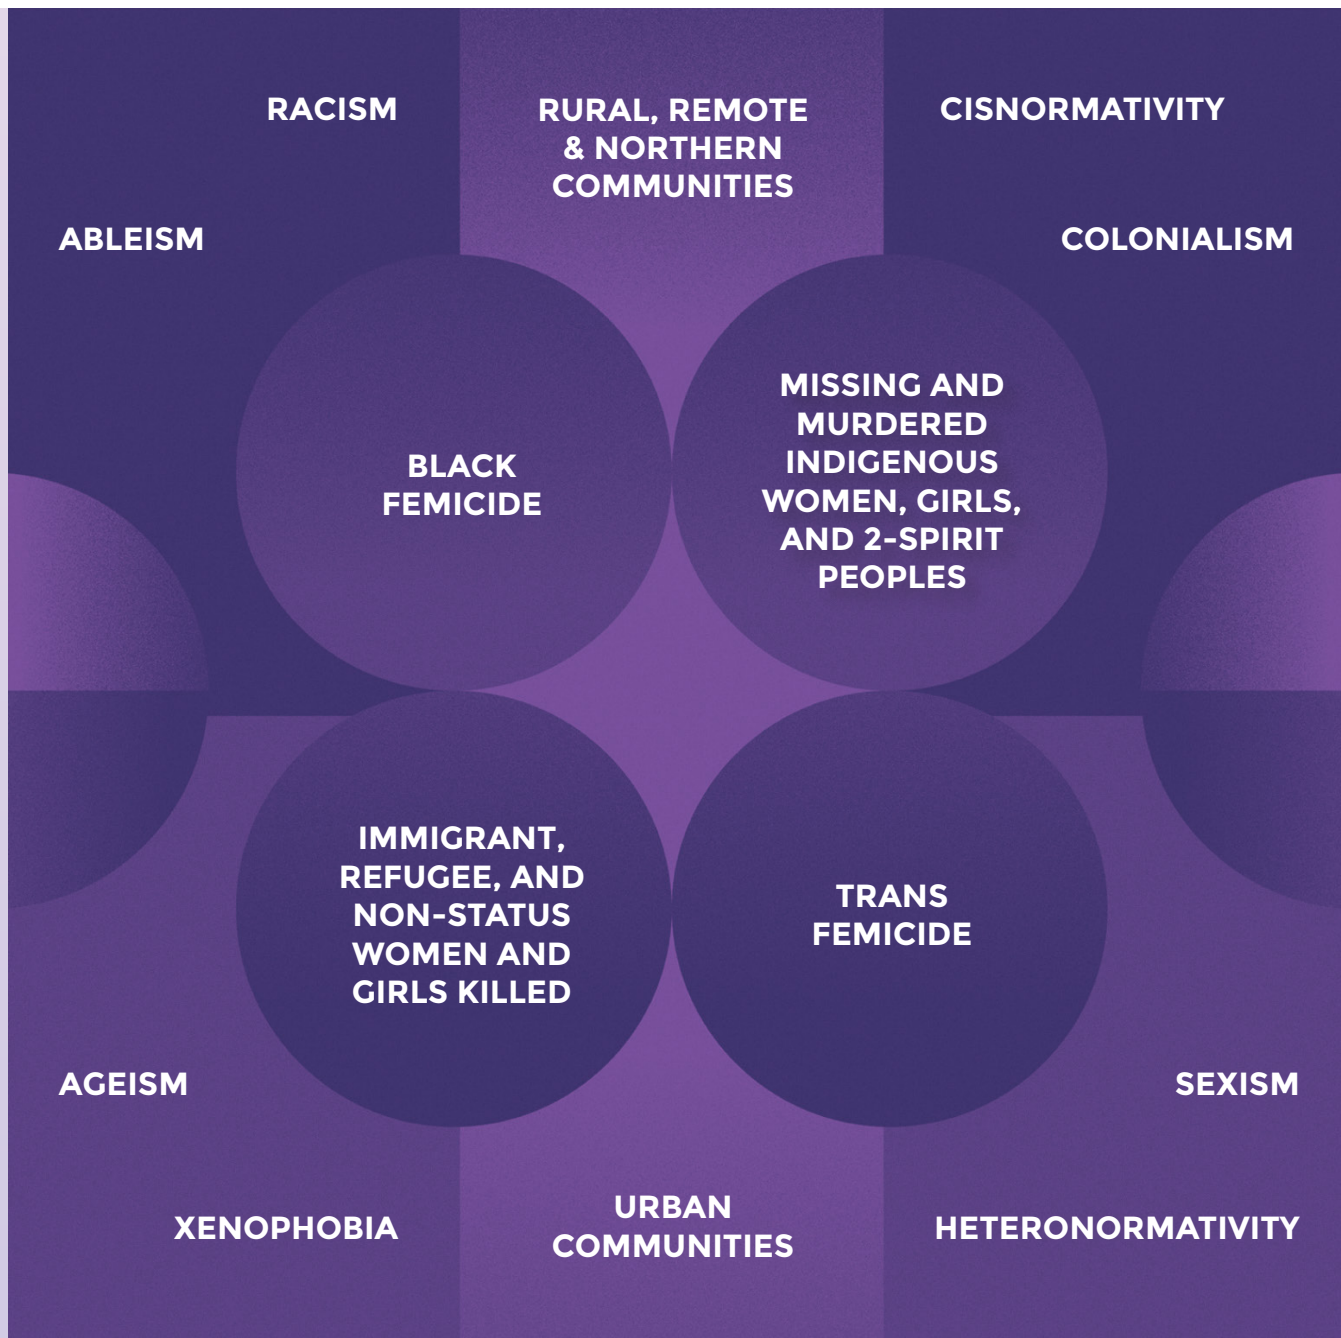 RACISM
RURAL, REMOTE
& NORTHERN
COMMUNITIES
CISNORMATIVITY
ABLEISM
COLONIALISM
BLACK
FEMICIDE
MISSING AND
MURDERED
INDIGENOUS
WOMEN, GIRLS,
AND 2-SPIRIT
PEOPLES
IMMIGRANT,
REFUGEE, AND
NON-STATUS
WOMEN AND
GIRLS KILLED
TRANS
FEMICIDE
AGEISM
SEXISM
XENOPHOBIA
URBAN
COMMUNITIES
HETERONORMATIVITY